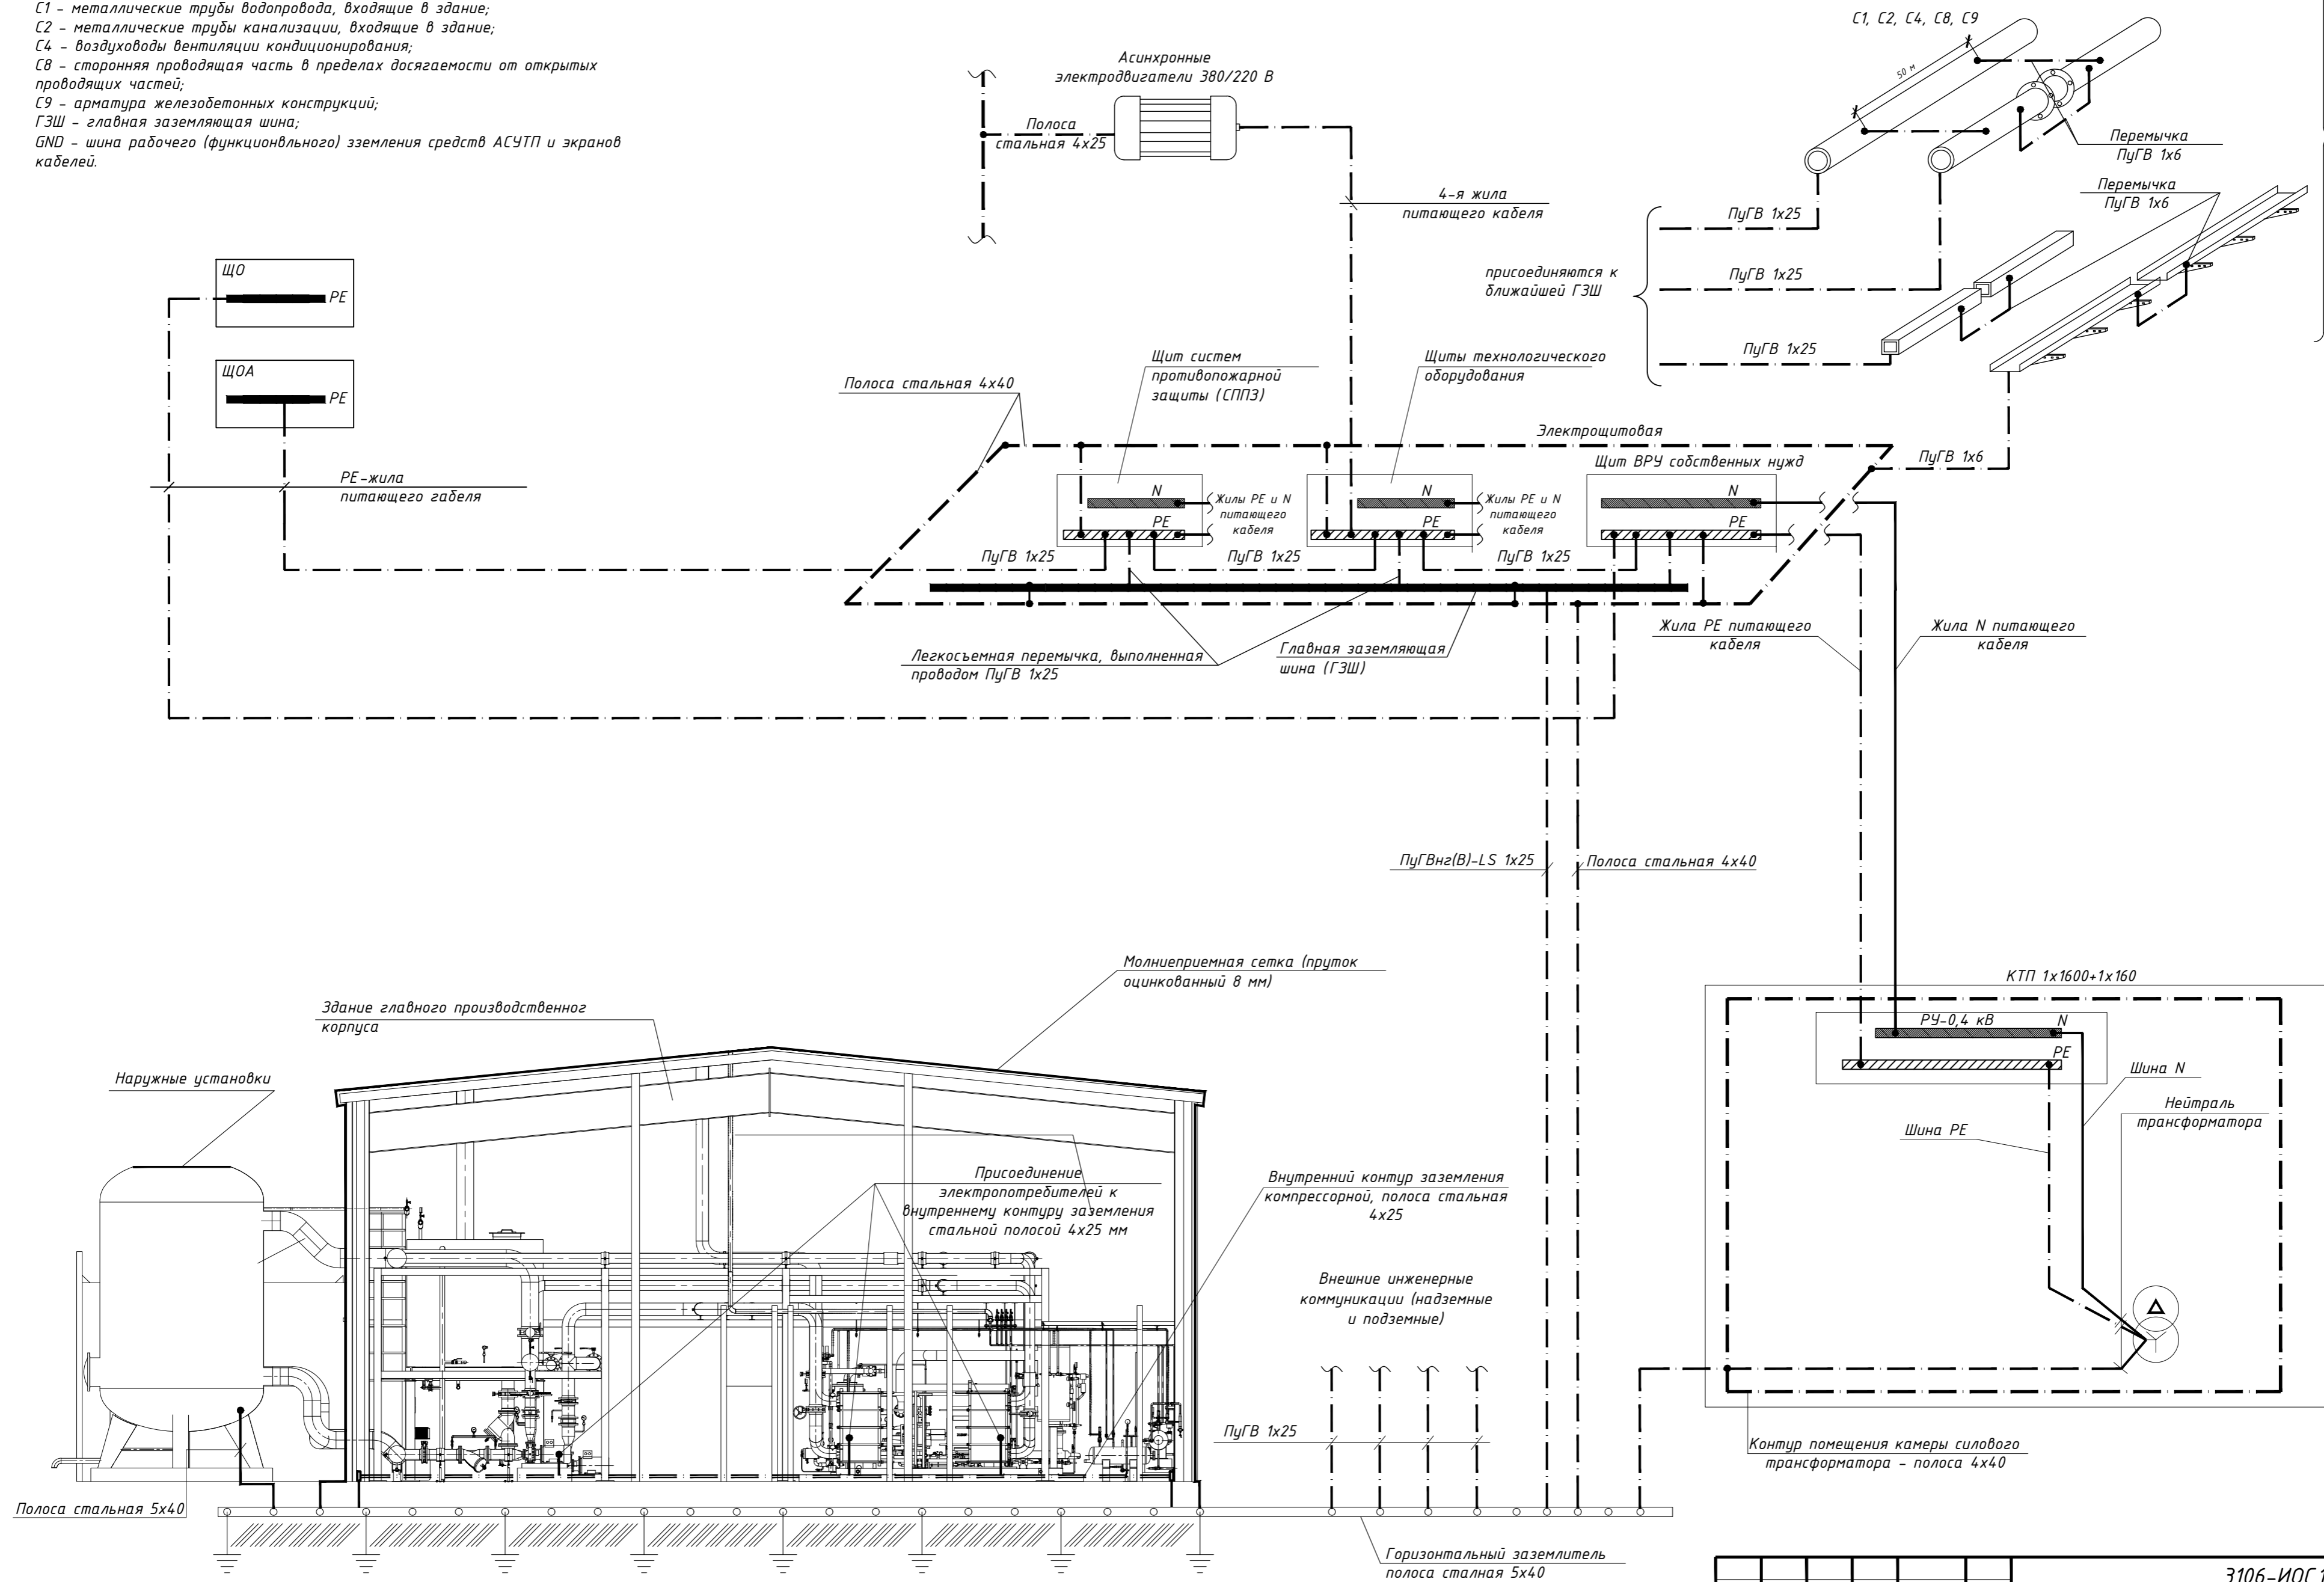 С1 - металлические трубы водопровода, входящие в здание;
С2 - металлические трубы канализации, входящие в здание;
С4 - воздуховоды вентиляции кондиционирования;
С8 - сторонняя проводящая часть в пределах досягаемости от открытых
проводящих частей;
С9 - арматура железобетонных конструкций;
ГЗШ - главная заземляющая шина;
GND - шина рабочего (функционвльного) зземления средств АСУТП и экранов
кабелей.
Асинхронные
электродвигатели 380/220 В
Полоса
стальная 4х25
4-я жила
питающего кабеля
С1, С2, С4, С8, С9
50 м
Перемычка
ПуГВ 1х6
Перемычка
ПуГВ 1х6
ПуГВ 1х25
ПуГВ 1х25
ПуГВ 1х25
присоединяются к
ближайшей ГЗШ
ЩО
PE
ЩОА
PE
PE-жила
питающего габеля
Полоса стальная 4х40
Щит систем
противопожарной
защиты (СППЗ)
Щиты технологического
оборудования
Электрощитовая
Щит ВРУ собственных нужд
ПуГВ 1х6
N
PE
Жилы PE и N
питающего
кабеля
N
PE
Жилы PE и N
питающего
кабеля
N
PE
ПуГВ 1х25
ПуГВ 1х25
ПуГВ 1х25
Легкосъемная перемычка, выполненная
проводом ПуГВ 1х25
Главная заземляющая
шина (ГЗШ)
Жила PE питающего
кабеля
Жила N питающего
кабеля
ПуГВнг(В)-LS 1х25
Полоса стальная 4х40
Молниеприемная сетка (пруток
оцинкованный 8 мм)
Здание главного производственног
корпуса
Наружные установки
Присоединение
электропотребителей к
внутреннему контуру заземления
стальной полосой 4х25 мм
Внутренний контур заземления
компрессорной, полоса стальная
4х25
Внешние инженерные
коммуникации (надземные
и подземные)
ПуГВ 1х25
Полоса стальная 5х40
Горизонтальный заземлитель
полоса сталная 5х40
КТП 1х1600+1х160
РУ-0,4 кВ
N
PE
Шина N
Шина PE
Нейтраль
трансформатора
Контур помещения камеры силового
трансформатора - полоса 4х40
3106-ИОС1